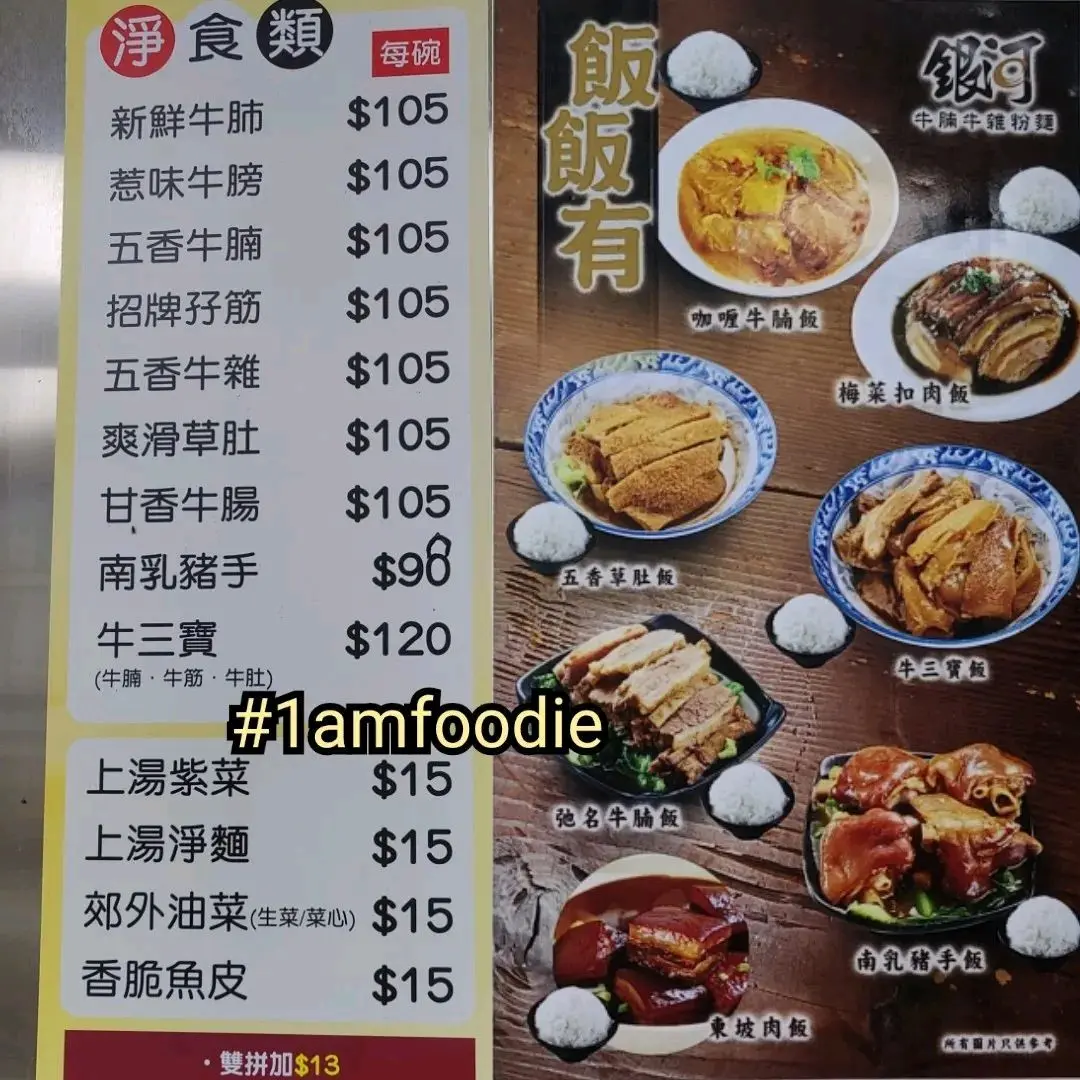 淨食類
每碗
新鮮牛肺 $105
惹味牛膀 $105
五香牛腩 $105
招牌孖筋 $105
五香牛雜 $105
爽滑草肚 $105
甘香牛腸 $105
南乳豬手 $90
牛三寶 $120
(牛腩·牛筋·牛肚)
#1amfoodie
上湯紫菜 $15
上湯淨麵 $15
郊外油菜(生菜/菜心) $15
香脆魚皮 $15
·雙拼加$13
飯飯有
銀河
牛腩牛雜粉麵
咖喱牛腩飯
梅菜扣肉飯
五香草肚飯
牛三寶飯
弛名牛腩飯
南乳豬手飯
東坡肉飯
所有圖片只供參考